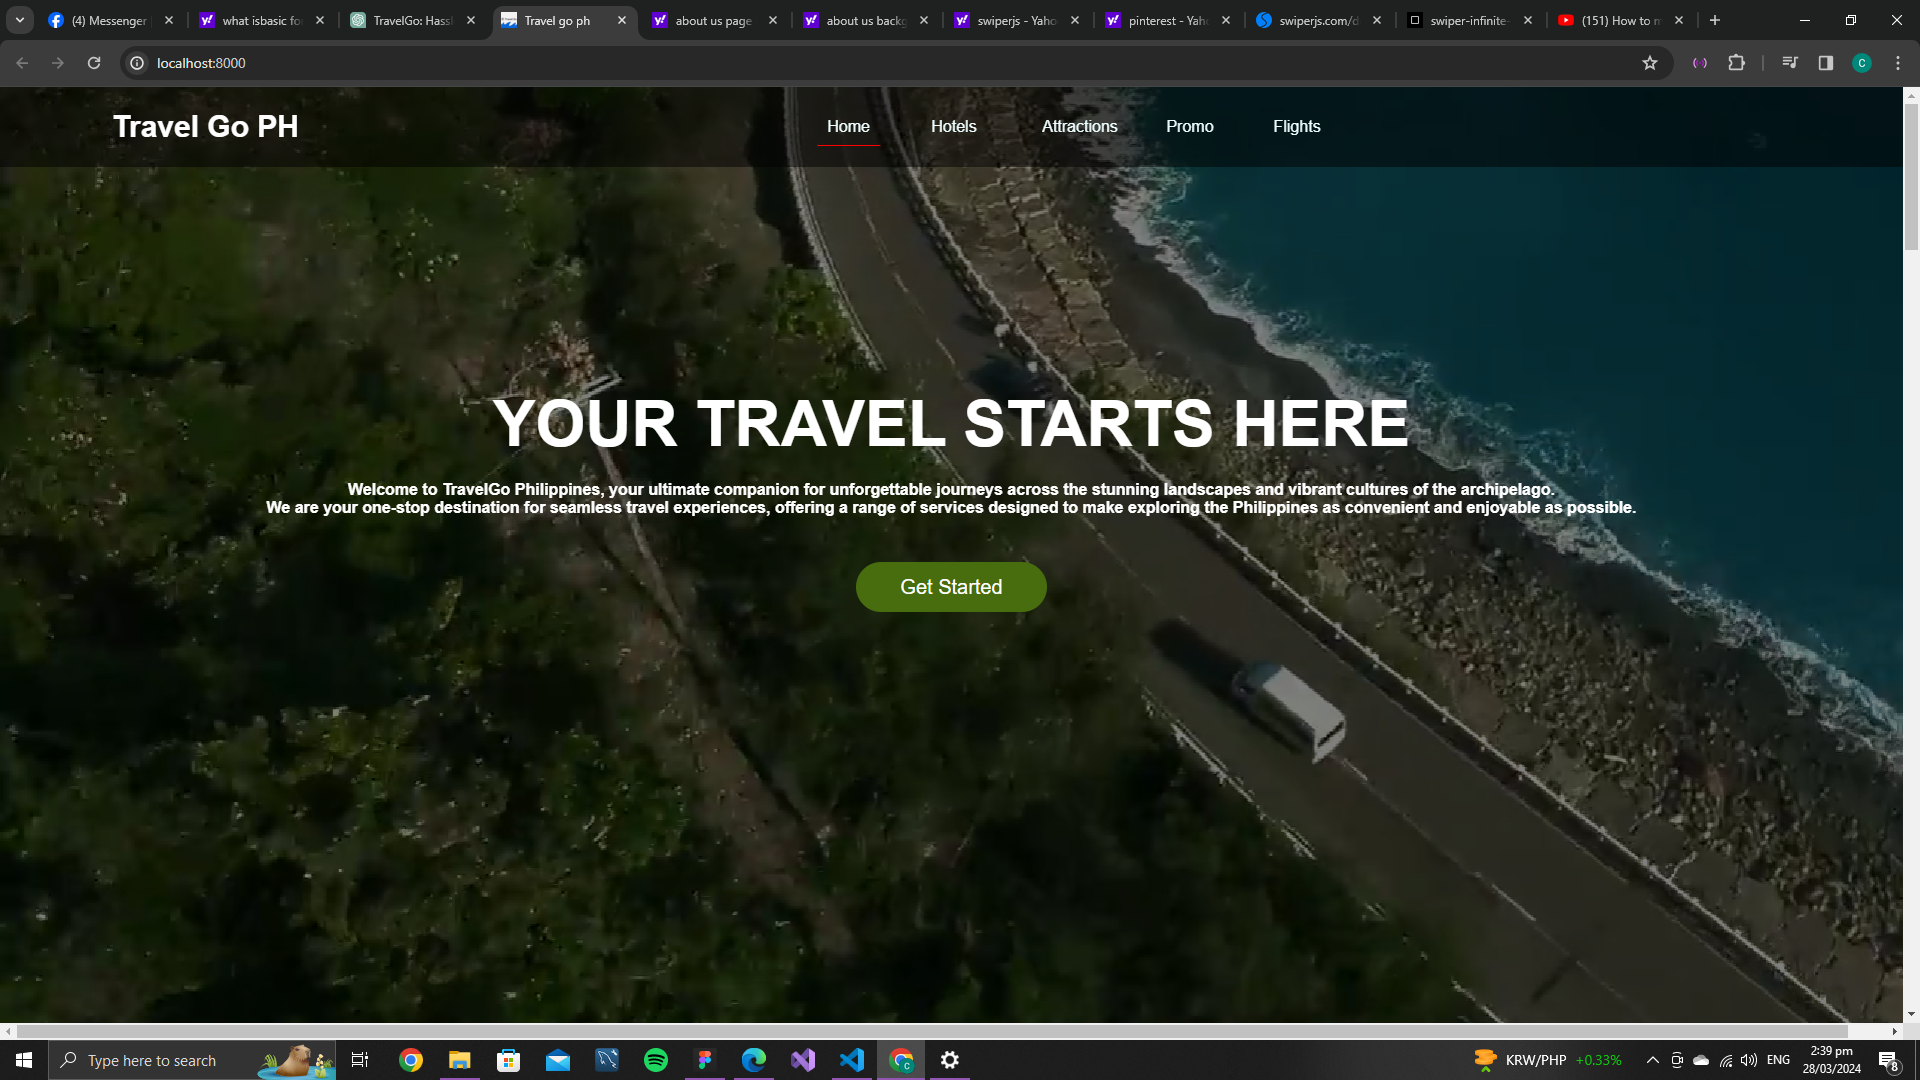 (4) Messenger
what isbasic fo
TravelGo: Hassl
Travel go ph
about us page
about us backg
swiperjs - Yaho
pinterest - Yah
swiperjs.com/d
swiper-infinite-
(151) How to m
localhost:8000
C
Travel Go PH
Home
Hotels
Attractions
Promo
Flights
YOUR TRAVEL STARTS HERE
Welcome to TravelGo Philippines, your ultimate companion for unforgettable journeys across the stunning landscapes and vibrant cultures of the archipelago.
We are your one-stop destination for seamless travel experiences, offering a range of services designed to make exploring the Philippines as convenient and enjoyable as possible.
Get Started
Type here to search
KRW/PHP +0.33%
ENG
2:39 pm
28/03/2024
8